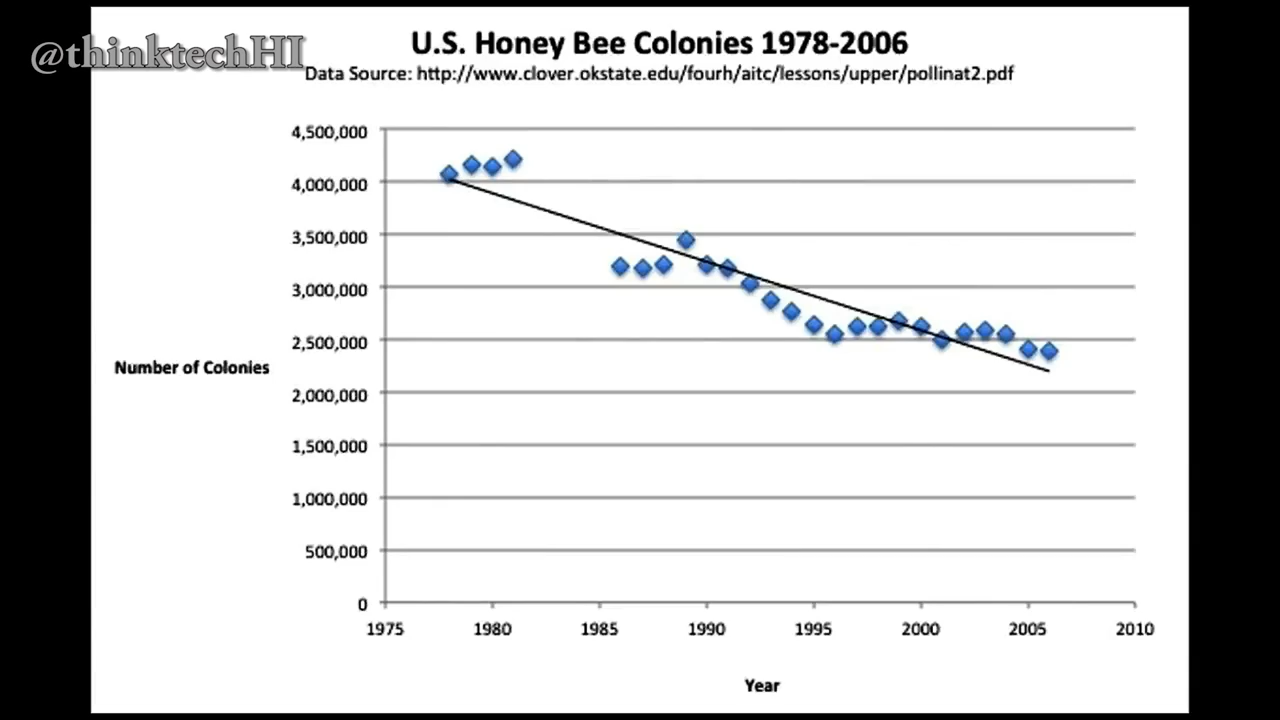 @thinktechHI
U.S. Honey Bee Colonies 1978-2006
Data Source: http://www.clover.okstate.edu/fourh/aitc/lessons/upper/pollinat2.pdf
4,500,000
4,000,000
3,500,000
3,000,000
2,500,000
Number of Colonies
2,000,000
1,500,000
1,000,000
500,000
0
1975 1980 1985 1990 1995 2000 2005 2010
Year